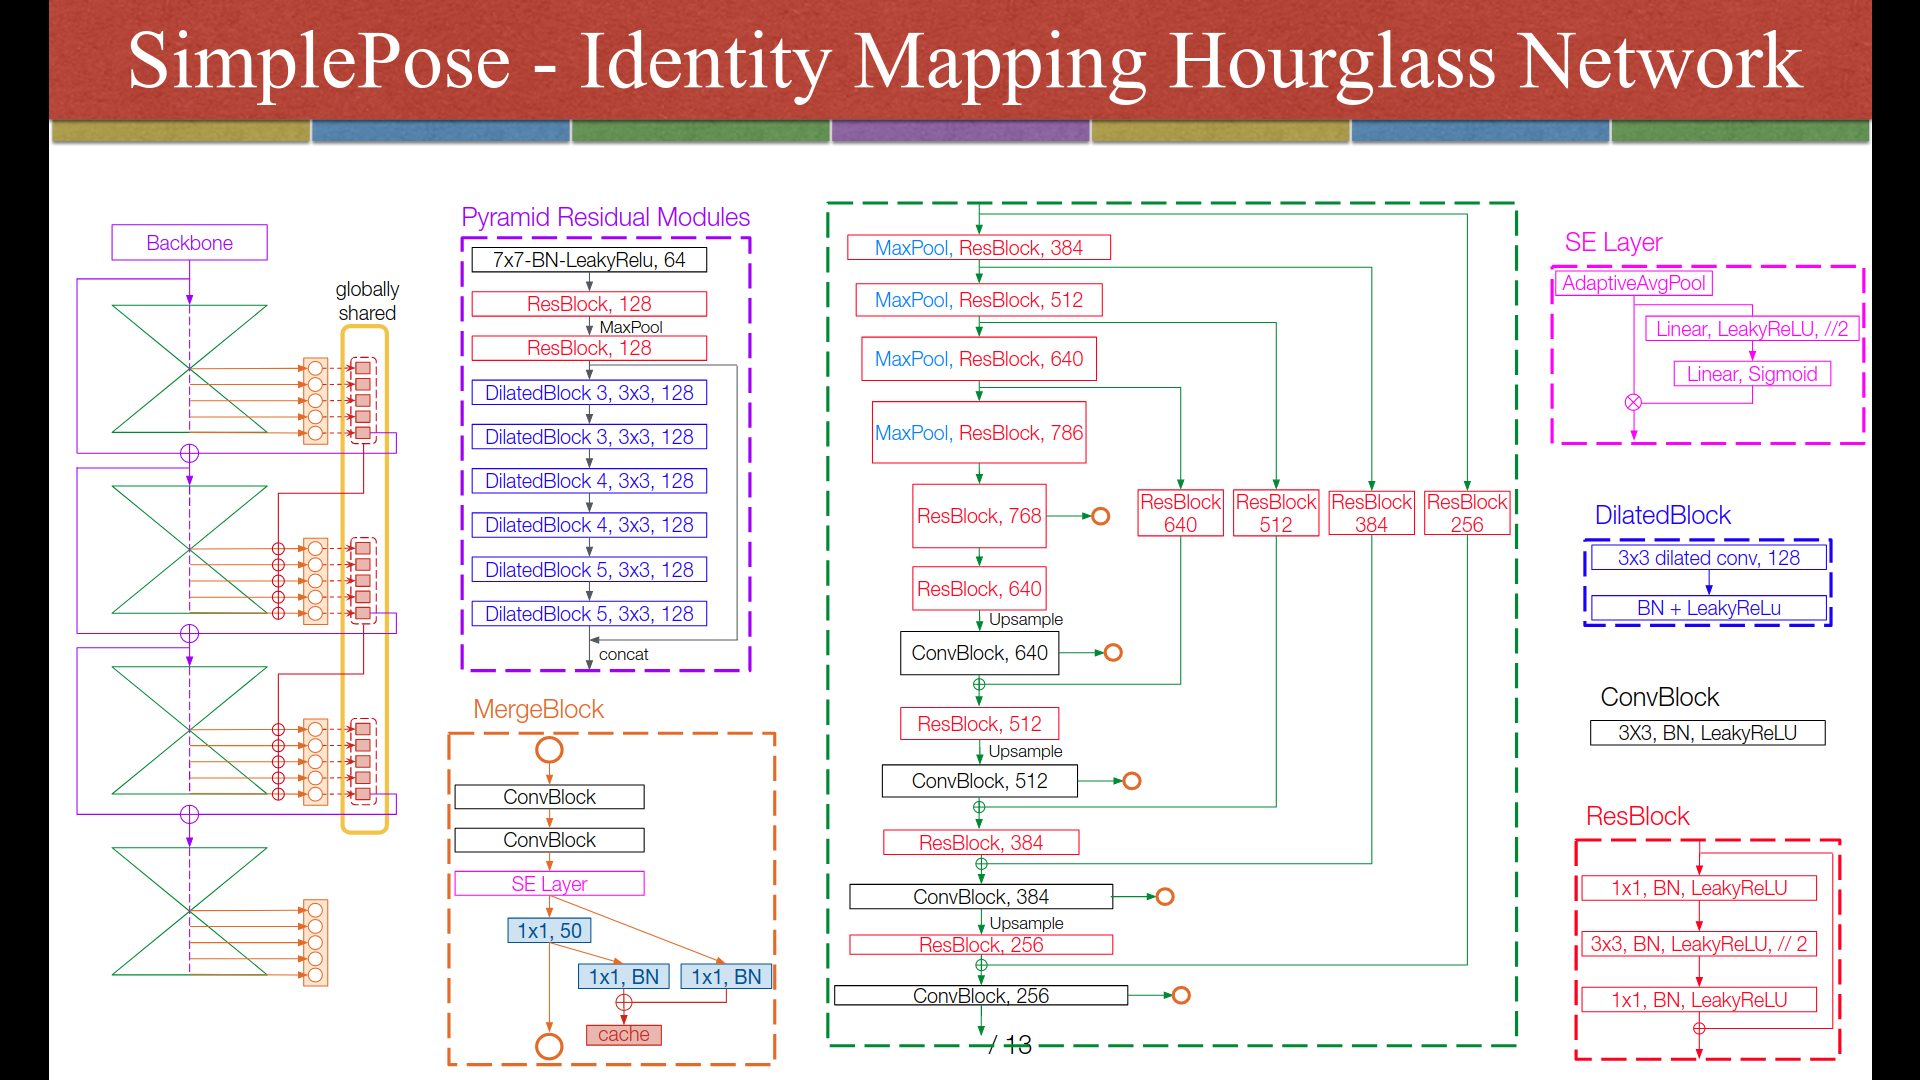 SimplePose - Identity Mapping Hourglass Network
Backbone
globally
shared
Pyramid Residual Modules
7x7-BN-LeakyRelu, 64
ResBlock, 128
MaxPool
ResBlock, 128
DilatedBlock 3, 3x3, 128
DilatedBlock 3, 3x3, 128
DilatedBlock 4, 3x3, 128
DilatedBlock 4, 3x3, 128
DilatedBlock 5, 3x3, 128
DilatedBlock 5, 3x3, 128
concat
MergeBlock
ConvBlock
ConvBlock
SE Layer
1x1, 50
1x1, BN
1x1, BN
cache
MaxPool, ResBlock, 384
MaxPool, ResBlock, 512
MaxPool, ResBlock, 640
MaxPool, ResBlock, 786
ResBlock, 768
ResBlock
640
ResBlock
512
ResBlock
384
ResBlock
256
ResBlock, 640
Upsample
ConvBlock, 640
ResBlock, 512
Upsample
ConvBlock, 512
ResBlock, 384
ConvBlock, 384
Upsample
ResBlock, 256
ConvBlock, 256
/ 13
SE Layer
AdaptiveAvgPool
Linear, LeakyReLU, //2
Linear, Sigmoid
DilatedBlock
3x3 dilated conv, 128
BN + LeakyReLu
ConvBlock
3X3, BN, LeakyReLU
ResBlock
1x1, BN, LeakyReLU
3x3, BN, LeakyReLU, // 2
1x1, BN, LeakyReLU